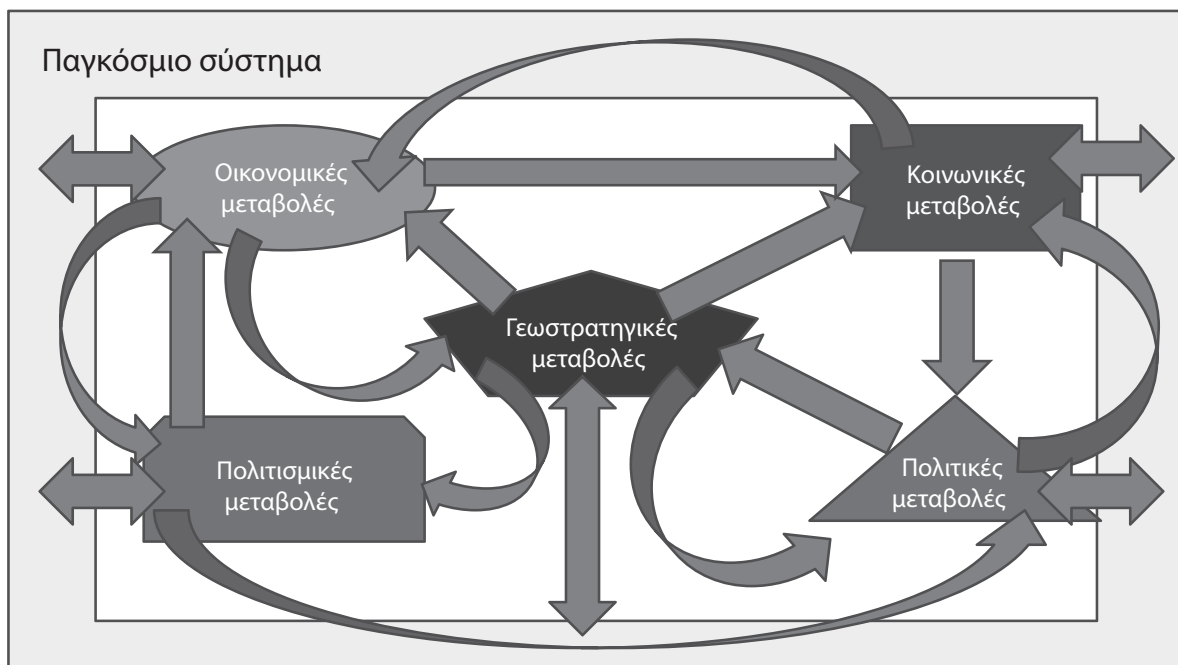 Παγκόσμιο σύστημα
Οικονομικές
μεταβολές
Κοινωνικές
μεταβολές
Γεωστρατηγικές
μεταβολές
Πολιτισμικές
μεταβολές
Πολιτικές
μεταβολές